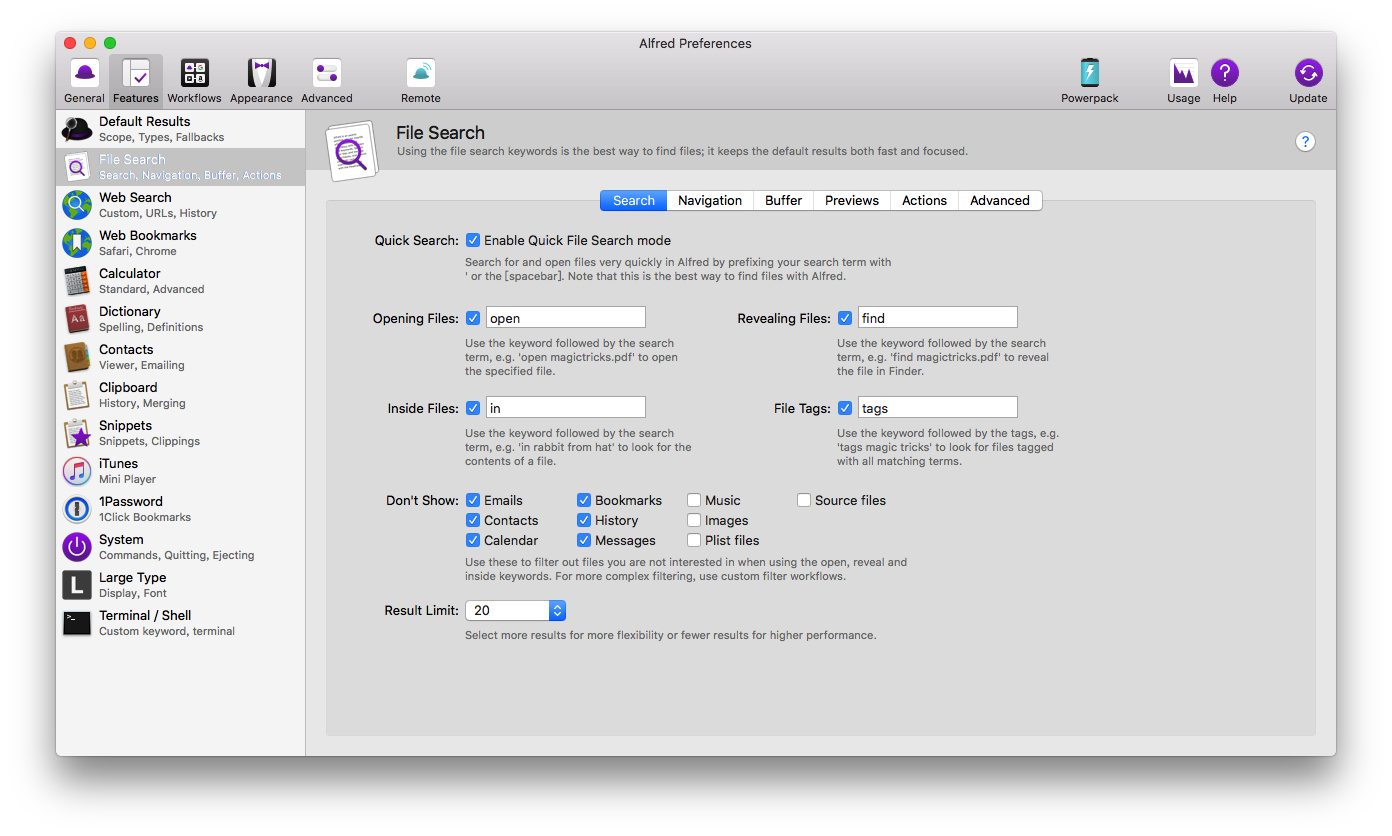 Alfred Preferences
General Features Workflows Appearance Advanced Remote Powerpack Usage Help Update
Default Results
Scope, Types, Fallbacks
File Search
Search, Navigation, Buffer, Actions
Web Search
Custom, URLs, History
Web Bookmarks
Safari, Chrome
Calculator
Standard, Advanced
Dictionary
Spelling, Definitions
Contacts
Viewer, Emailing
Clipboard
History, Merging
Snippets
Snippets, Clippings
iTunes
Mini Player
1Password
1Click Bookmarks
System
Commands, Quitting, Ejecting
Large Type
Display, Font
Terminal / Shell
Custom keyword, terminal
File Search
Using the file search keywords is the best way to find files; it keeps the default results both fast and focused.
?
Search Navigation Buffer Previews Actions Advanced
Quick Search: Enable Quick File Search mode
Search for and open files very quickly in Alfred by prefixing your search term with
' or the [spacebar]. Note that this is the best way to find files with Alfred.
Opening Files: open
Use the keyword followed by the search
term, e.g. 'open magictricks.pdf' to open
the specified file.
Revealing Files: find
Use the keyword followed by the search
term, e.g. 'find magictricks.pdf' to reveal
the file in Finder.
Inside Files: in
Use the keyword followed by the search
term, e.g. 'in rabbit from hat' to look for the
contents of a file.
File Tags: tags
Use the keyword followed by the tags, e.g.
'tags magic tricks' to look for files tagged
with all matching terms.
Don't Show: Emails Bookmarks Music Source files
Contacts History Images
Calendar Messages Plist files
Use these to filter out files you are not interested in when using the open, reveal and
inside keywords. For more complex filtering, use custom filter workflows.
Result Limit: 20
Select more results for more flexibility or fewer results for higher performance.